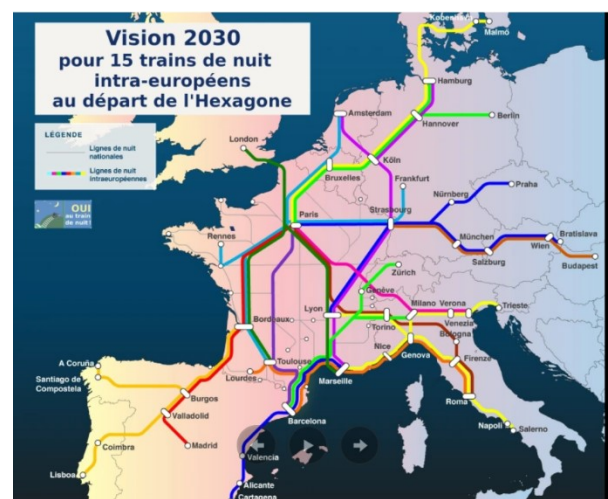 Vision 2030
pour 15 trains de nuit
intra-européens
au départ de l'Hexagone
LÉGENDE
Lignes de nuit
nationales
Lignes de nuit
intraeuropéennes
OUI
au train
de nuit !
København
Malmö
Hamburg
Amsterdam
Hannover
Berlin
London
Köln
Bruxelles
Frankfurt
Praha
Nürnberg
Paris
Strasbourg
Rennes
München
Wien
Bratislava
Salzburg
Budapest
Zürich
Genève
Lyon
Milano
Verona
Trieste
Bordeaux
Torino
Venezia
Bologna
A Coruña
Toulouse
Nice
Genova
Firenze
Santiago de
Compostela
Lourdes
Marseille
Burgos
Roma
Valladolid
Barcelona
Coimbra
Madrid
Napoli
Salerno
Valencia
Lisboa
Alicante
Cartagena